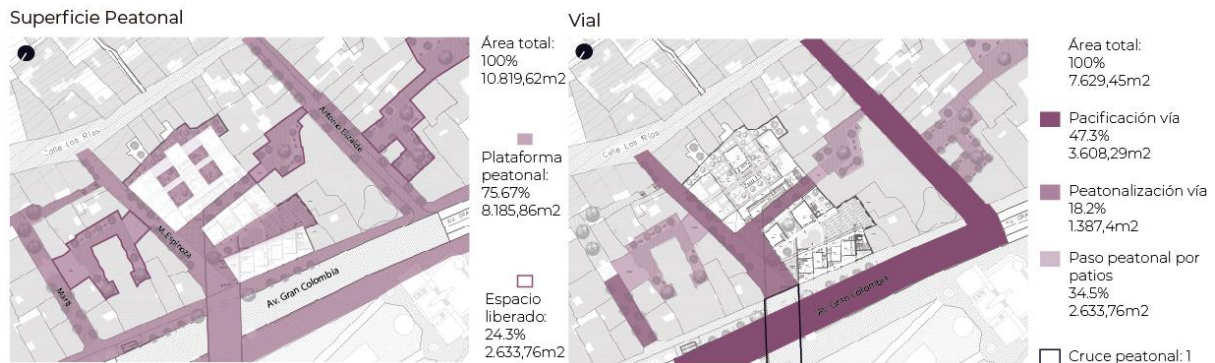 Superficie Peatonal
Calle Los Ríos
Antonio Elizalde
M. Espinoza
Av. Gran Colombia
Área total:
100%
10.819,62m2
Plataforma
peatonal:
75.67%
8.185,86m2
Espacio
liberado:
24.3%
2.633,76m2
Vial
Calle Los Ríos
Av. Gran Colombia
Área total:
100%
7.629,45m2
Pacificación vía
47.3%
3.608,29m2
Peatonalización vía
18.2%
1.387,4m2
Paso peatonal por
patios
34.5%
2.633,76m2
Cruce peatonal: 1